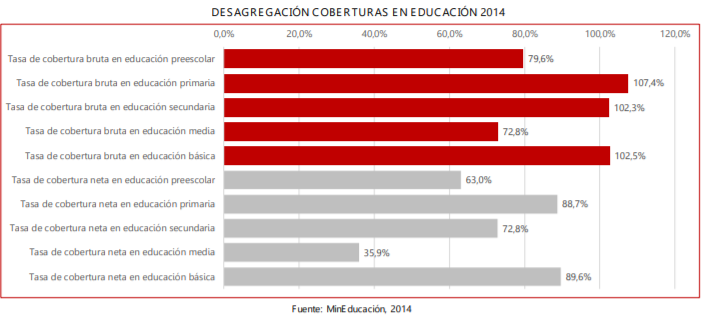 DESAGREGACIÓN COBERTURAS EN EDUCACIÓN 2014
0,0% 20,0% 40,0% 60,0% 80,0% 100,0% 120,0%
Tasa de cobertura bruta en educación preescolar 79,6%
Tasa de cobertura bruta en educación primaria 107,4%
Tasa de cobertura bruta en educación secundaria 102,3%
Tasa de cobertura bruta en educación media 72,8%
Tasa de cobertura bruta en educación básica 102,5%
Tasa de cobertura neta en educación preescolar 63,0%
Tasa de cobertura neta en educación primaria 88,7%
Tasa de cobertura neta en educación secundaria 72,8%
Tasa de cobertura neta en educación media 35,9%
Tasa de cobertura neta en educación básica 89,6%
Fuente: MinEducación, 2014